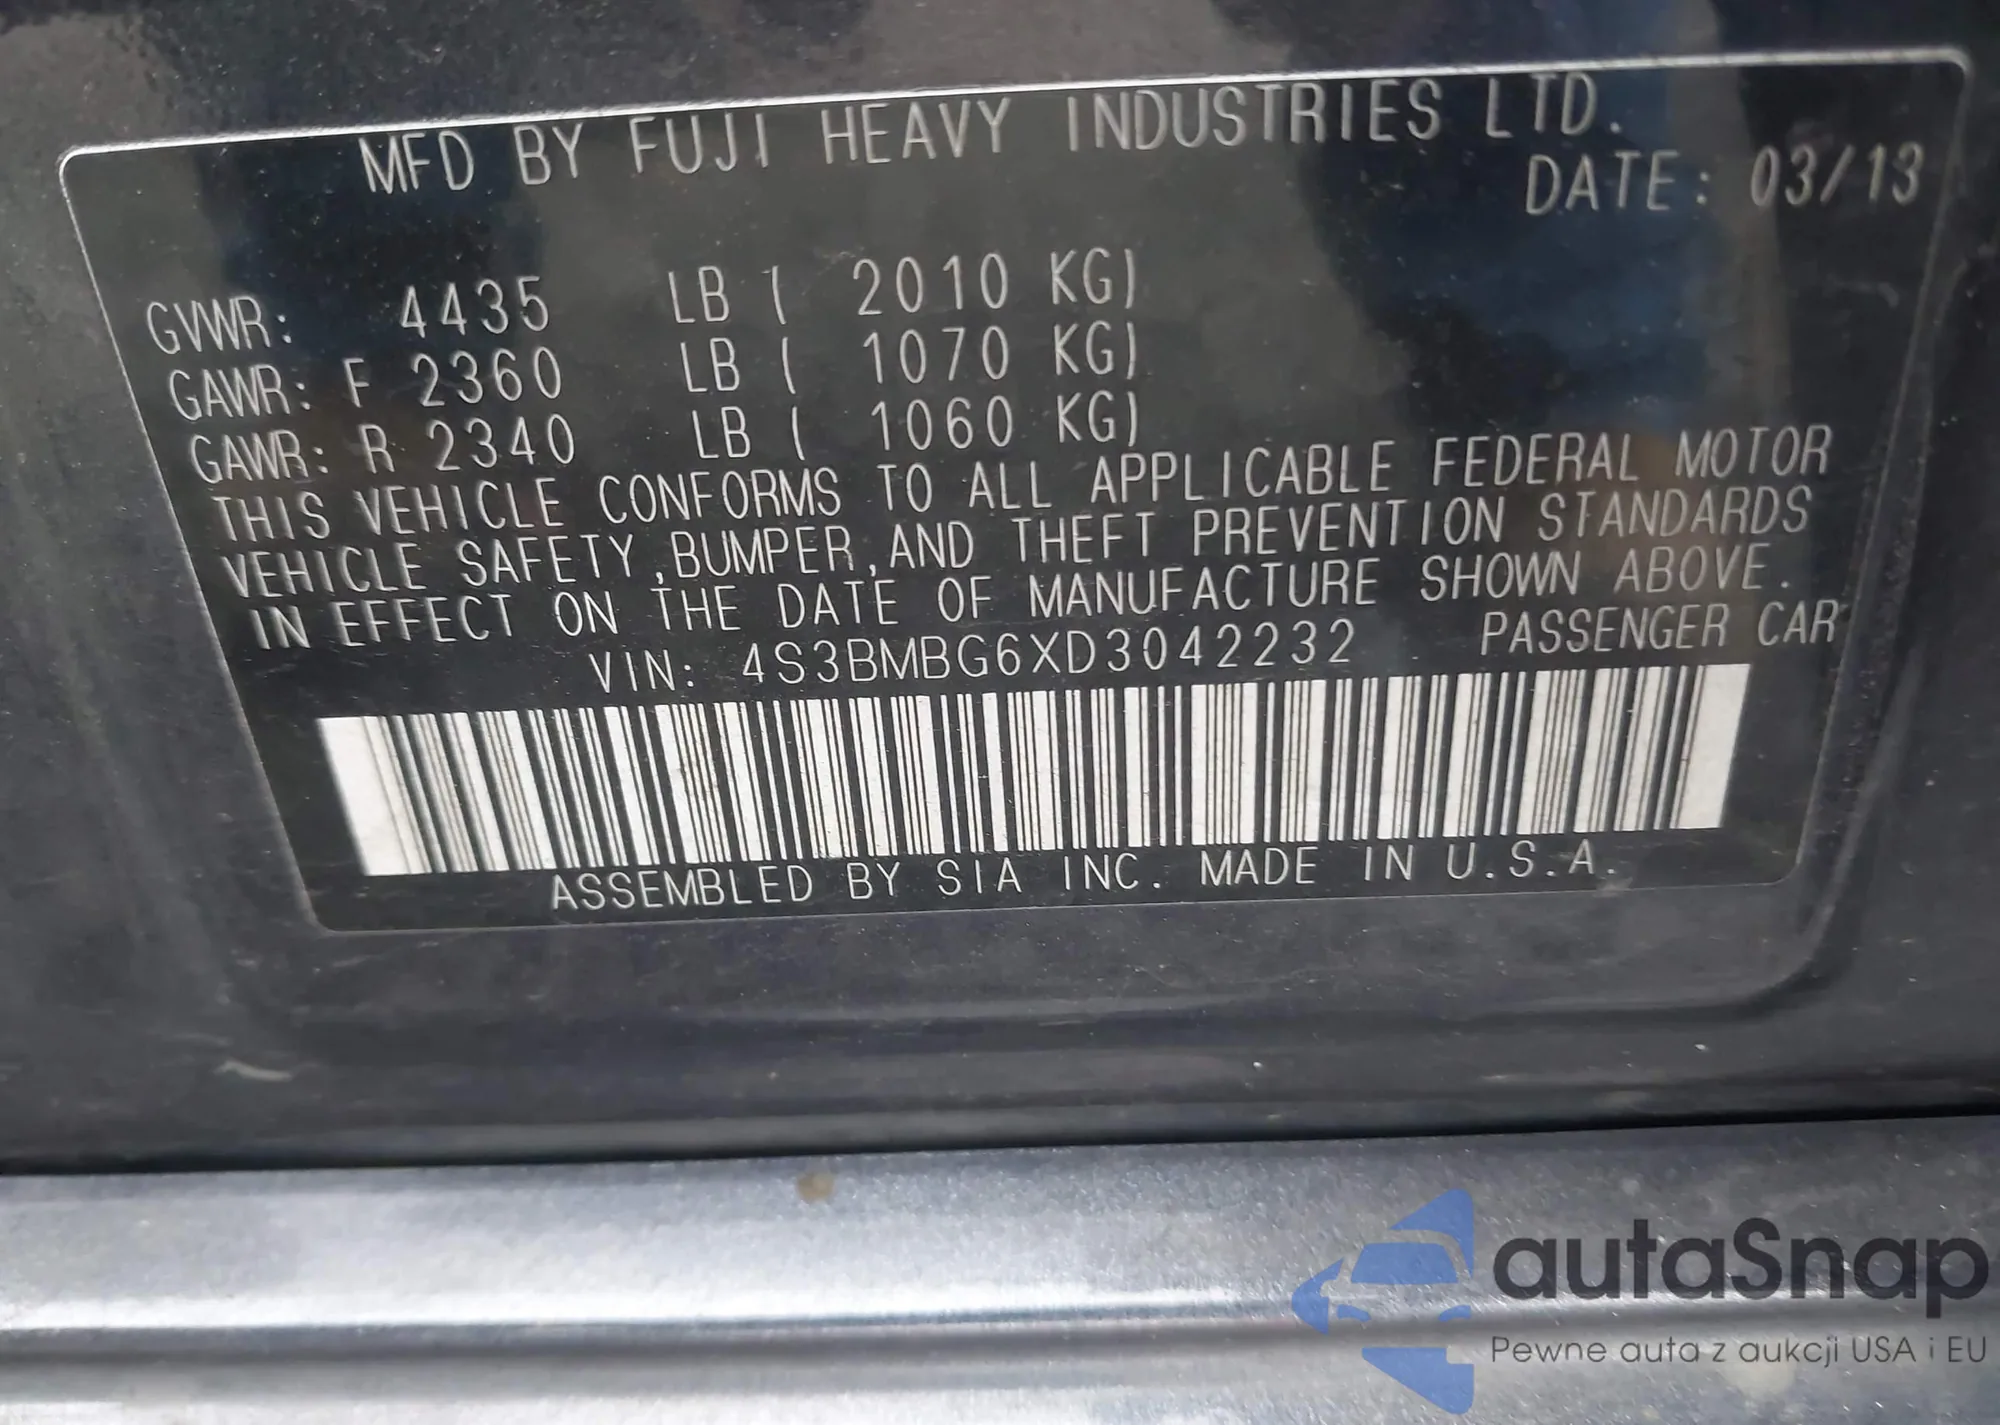 MFD BY FUJI HEAVY INDUSTRIES LTD.
DATE: 03/13
GVWR: 4435 LB ( 2010 KG)
GAWR: F 2360 LB ( 1070 KG)
GAWR: R 2340 LB ( 1060 KG)
THIS VEHICLE CONFORMS TO ALL APPLICABLE FEDERAL MOTOR
VEHICLE SAFETY,BUMPER,AND THEFT PREVENTION STANDARDS
IN EFFECT ON THE DATE OF MANUFACTURE SHOWN ABOVE.
VIN: 4S3BMBG6XD3042232 PASSENGER CAR
ASSEMBLED BY SIA INC. MADE IN U.S.A.
autaSnap
Pewne auta z aukcji USA i EU